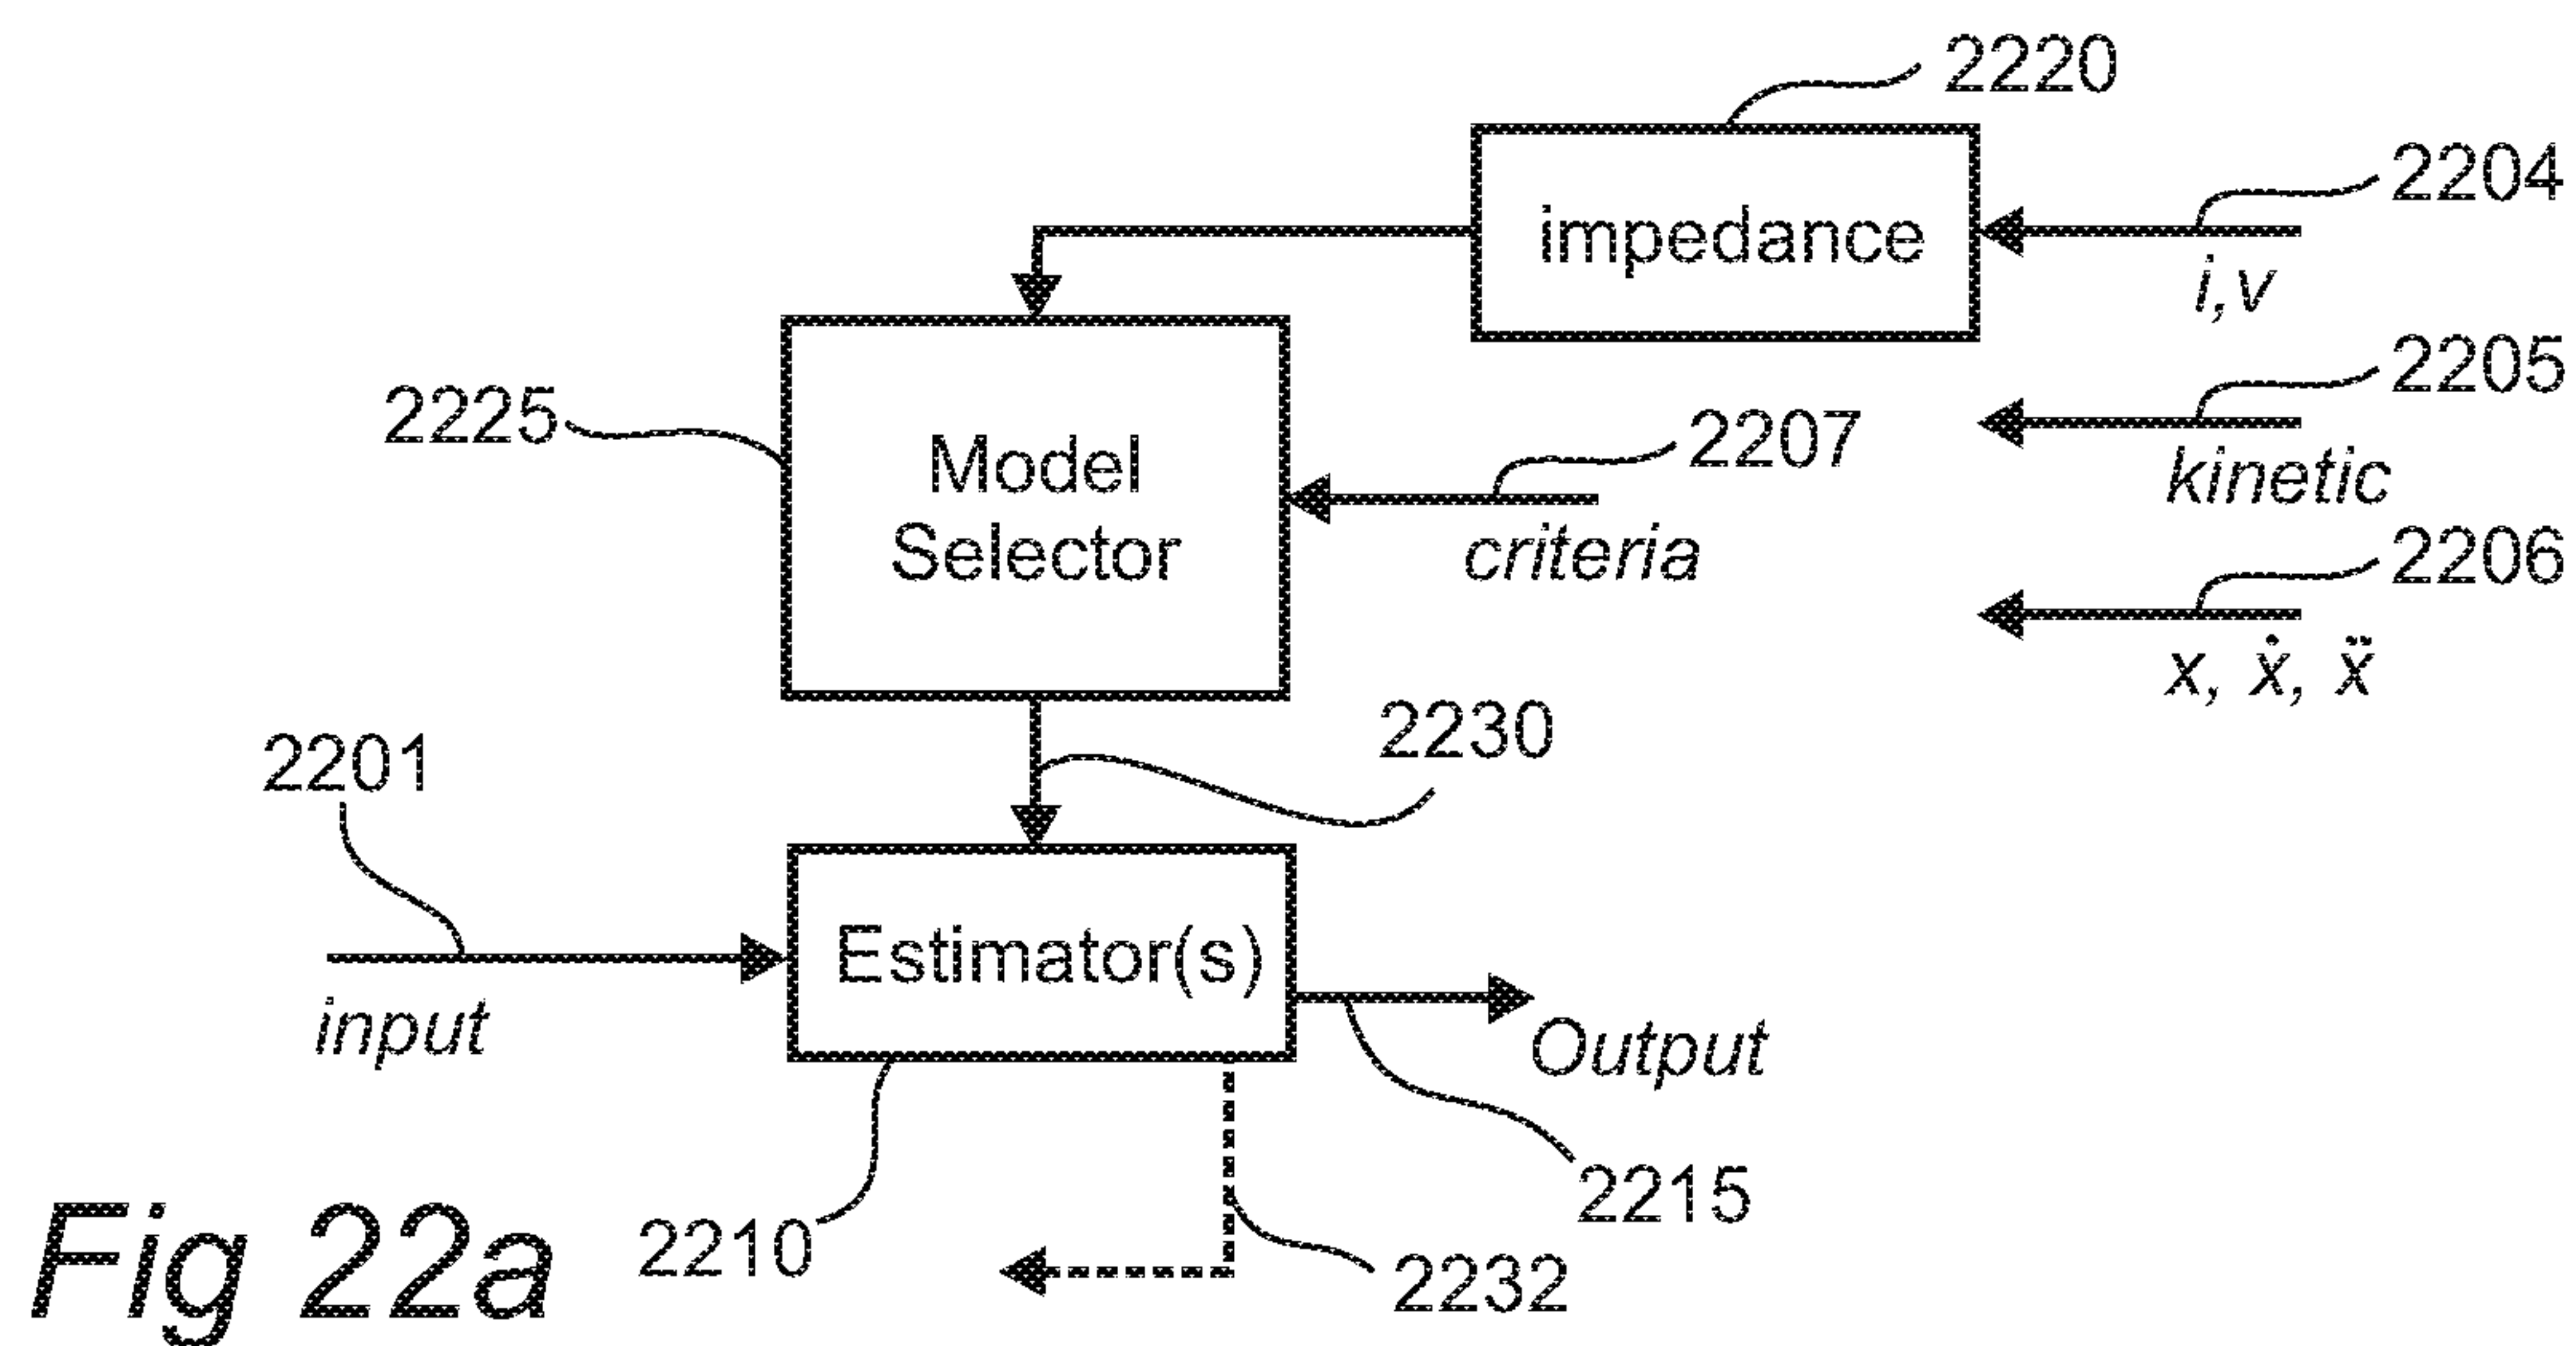 2220
impedance
2204
i,v
2225
Model
Selector
2207
criteria
2205
kinetic
2206
x, ẋ, ẍ
2230
2201
input
Estimator(s)
Output
2215
2210
2232
Fig 22a